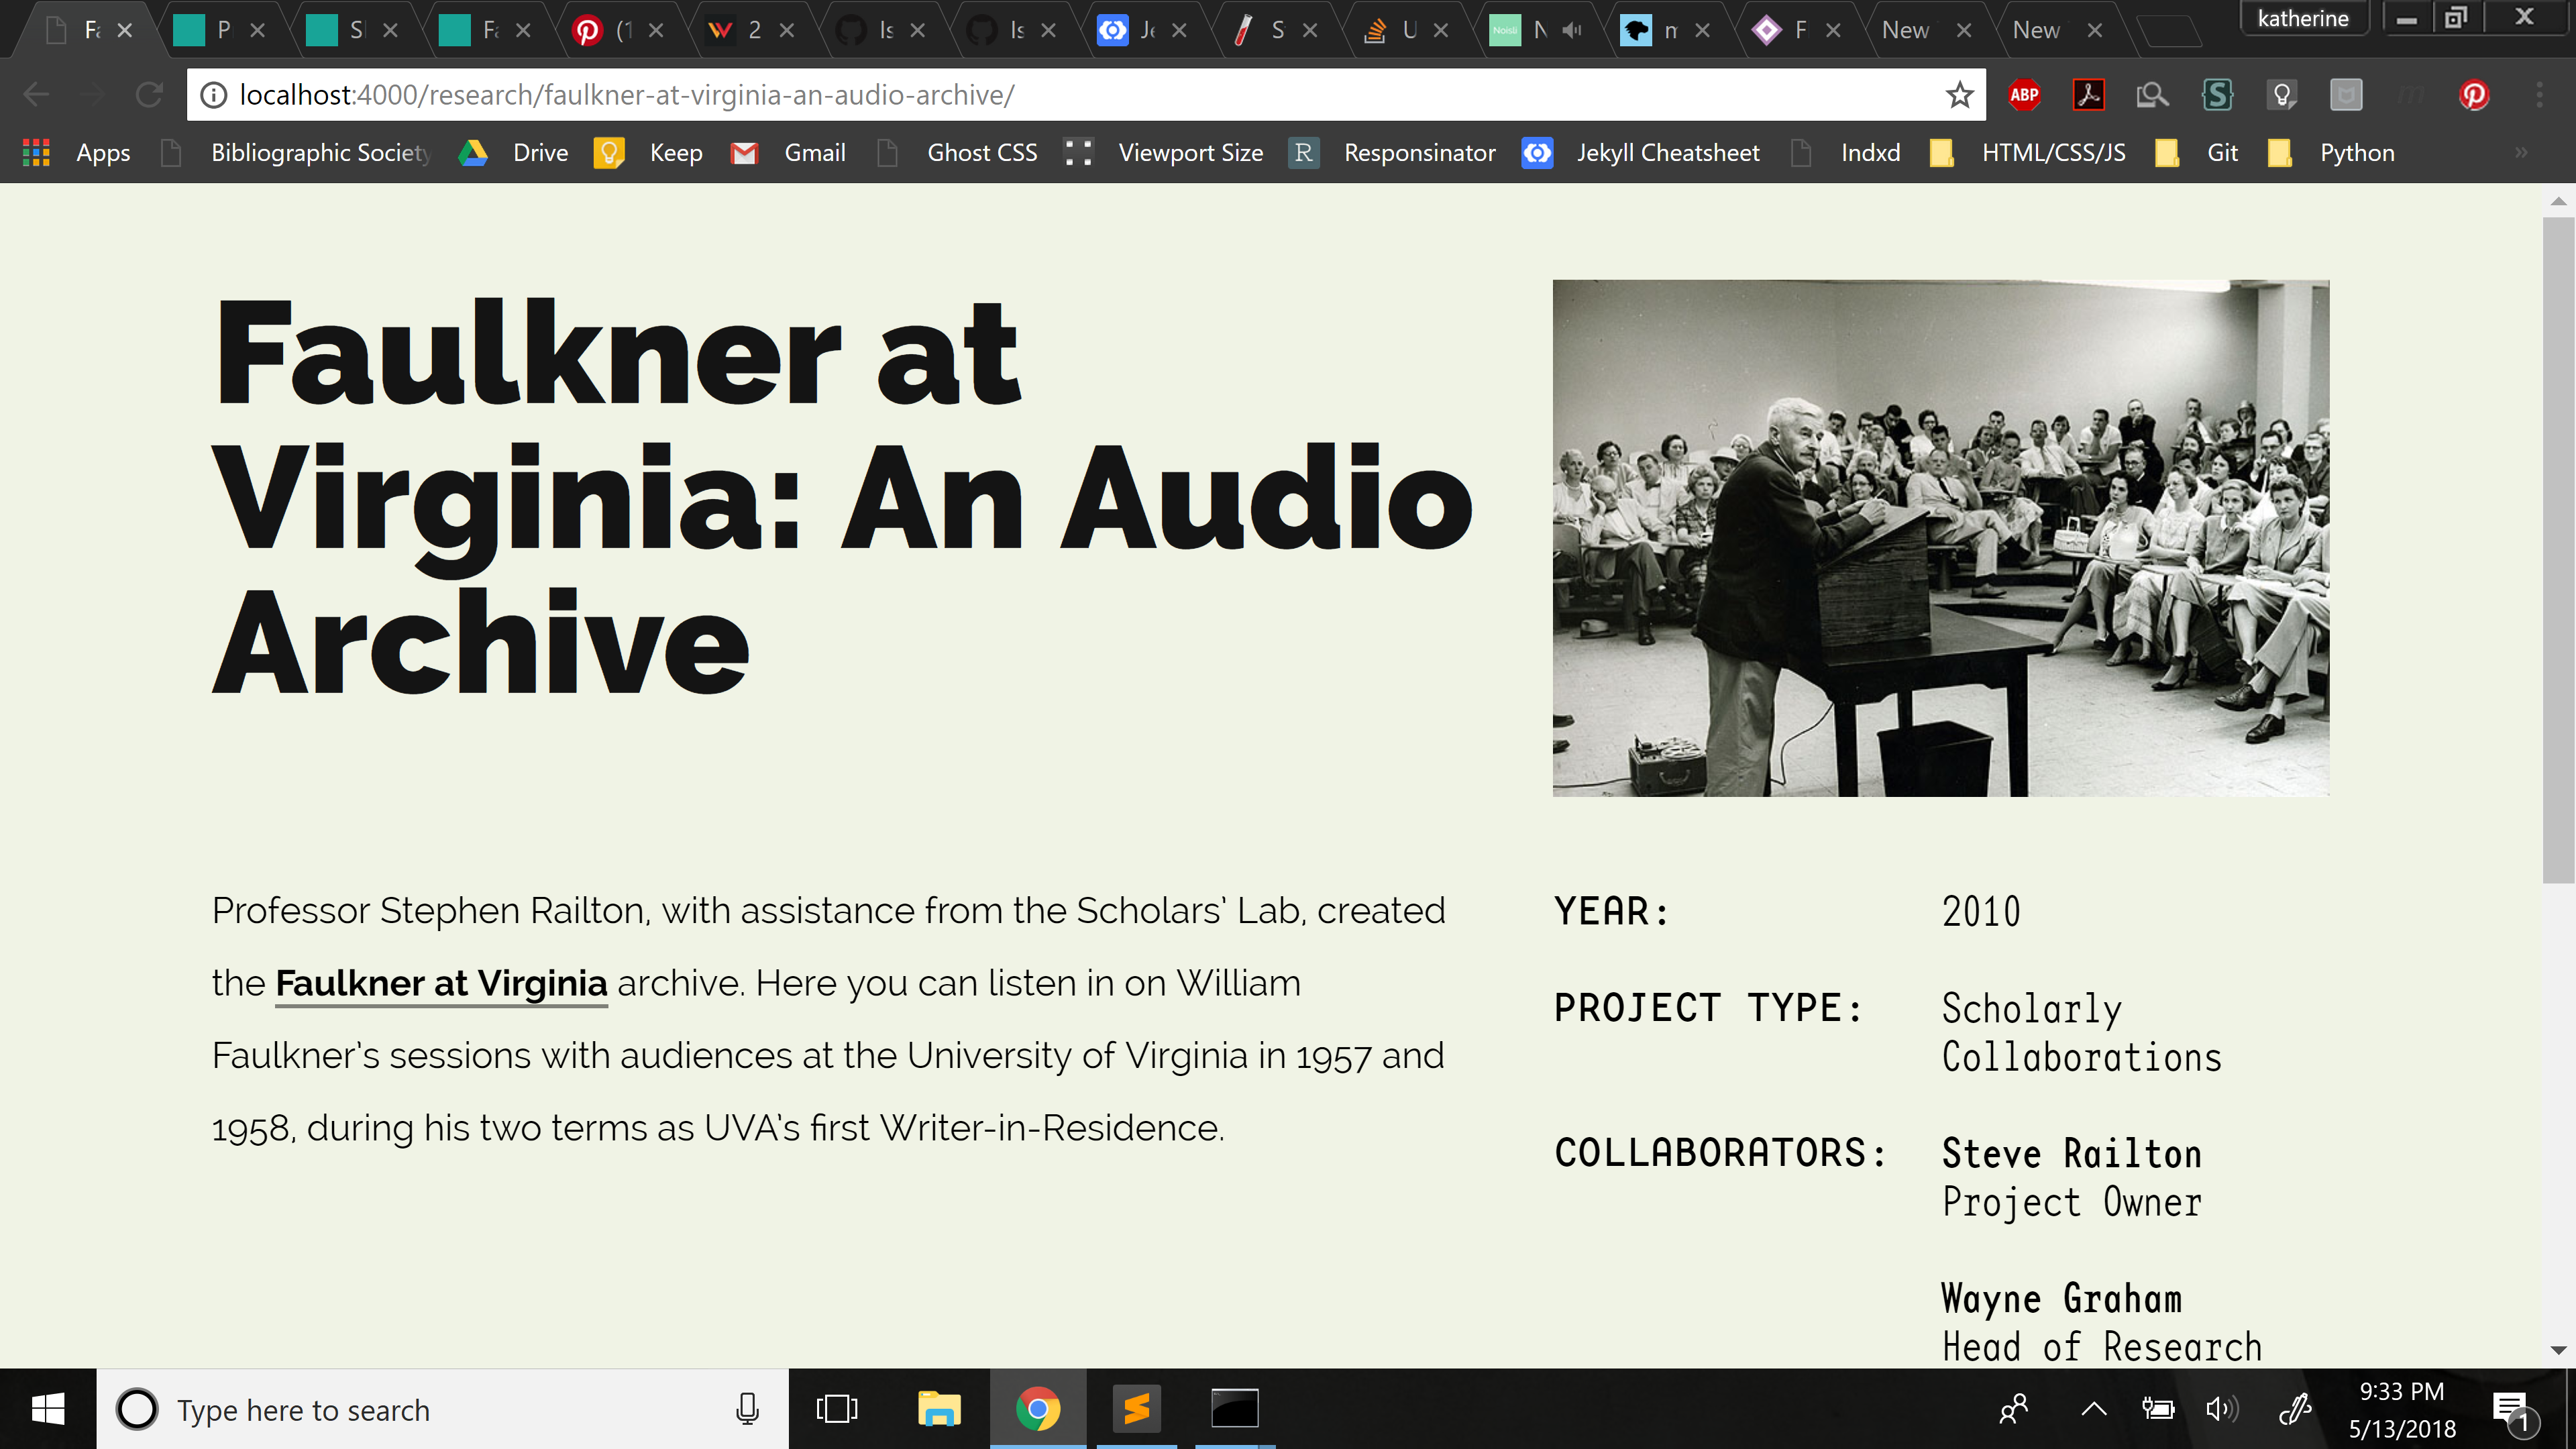 F
P
S
F
(1
2
Is
Is
Je
S
U
Noisli
N
m
F
New
New
katherine
localhost:4000/research/faulkner-at-virginia-an-audio-archive/
ABP
Apps
Bibliographic Society
Drive
Keep
Gmail
Ghost CSS
Viewport Size
R
Responsinator
Jekyll Cheatsheet
Indxd
HTML/CSS/JS
Git
Python
»
Faulkner at
Virginia: An Audio
Archive
Professor Stephen Railton, with assistance from the Scholars’ Lab, created
the Faulkner at Virginia archive. Here you can listen in on William
Faulkner’s sessions with audiences at the University of Virginia in 1957 and
1958, during his two terms as UVA’s first Writer-in-Residence.
YEAR:
2010
PROJECT TYPE:
Scholarly
Collaborations
COLLABORATORS:
Steve Railton
Project Owner
Wayne Graham
Head of Research
Type here to search
9:33 PM
5/13/2018
1